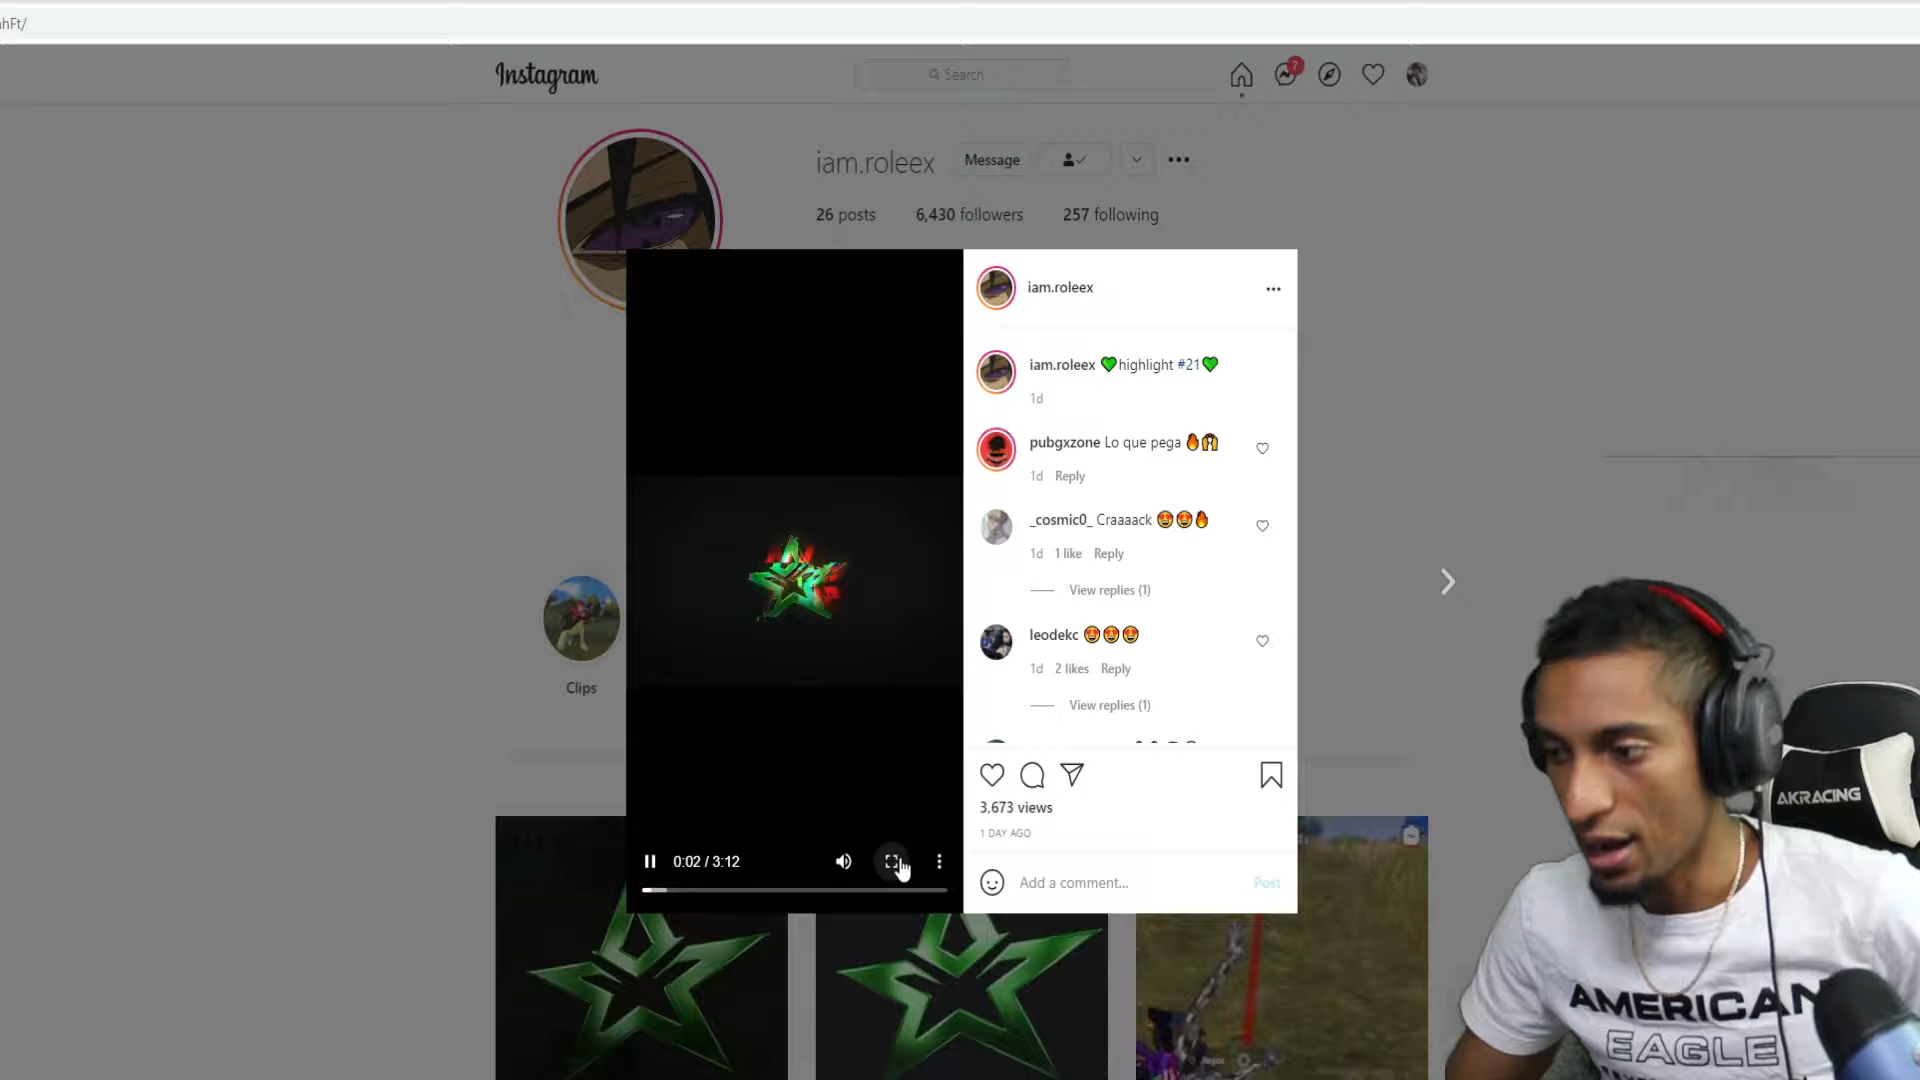 hFt/
Instagram
Search
7
iam.roleex
Message
26 posts
6,430 followers
257 following
iam.roleex
iam.roleex 💚highlight #21💚
1d
pubgxzone Lo que pega 🔥🙌
1d Reply
_cosmic0_ Craaaack 😍😍🔥
1d 1 like Reply
View replies (1)
leodekc 😍😍😍
1d 2 likes Reply
View replies (1)
Clips
3,673 views
1 DAY AGO
0:02 / 3:12
Add a comment...
Post
AKRACING
AMERICAN
EAGLE